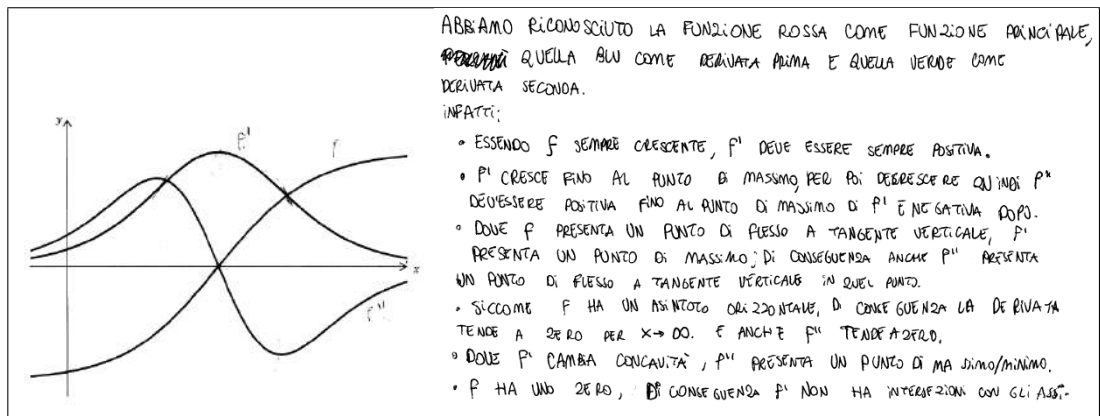 ABBIAMO RICONOSCIUTO LA FUNZIONE ROSSA COME FUNZIONE PRINCIPALE,
QUELLA BLU COME DERIVATA PRIMA E QUELLA VERDE COME
DERIVATA SECONDA.
INFATTI:
• ESSENDO f SEMPRE CRESCENTE, f' DEVE ESSERE SEMPRE POSITIVA.
• f' CRESCE FINO AL PUNTO DI MASSIMO, PER POI DECRESCERE QUINDI f"
DEV'ESSERE POSITIVA FINO AL PUNTO DI MASSIMO DI f' E NEGATIVA DOPO.
• DOVE f PRESENTA UN PUNTO DI FLESSO A TANGENTE VERTICALE, f'
PRESENTA UN PUNTO DI MASSIMO; DI CONSEGUENZA ANCHE f" PRESENTA
UN PUNTO DI FLESSO A TANGENTE VERTICALE IN QUEL PUNTO.
• SICCOME f HA UN ASINTOTO ORIZZONTALE, DI CONSEGUENZA LA DERIVATA
TENDE A ZERO PER X→∞. E ANCHE f" TENDE A ZERO.
• DOVE f' CAMBIA CONCAVITÀ, f" PRESENTA UN PUNTO DI MASSIMO/MINIMO.
• f HA UNO ZERO, DI CONSEGUENZA f' NON HA INTERSEZIONI CON GLI ASSI.
y
f'
f
x
f"